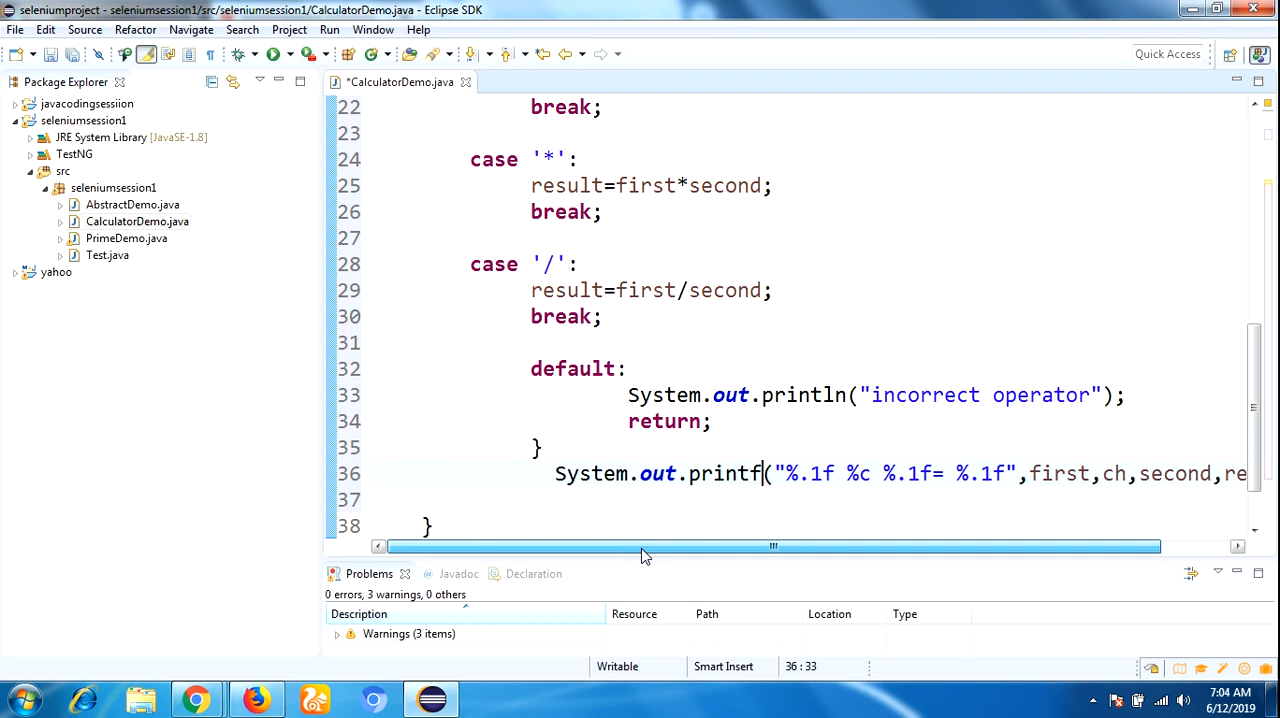 seleniumproject - seleniumsession1/src/seleniumsession1/CalculatorDemo.java - Eclipse SDK
File Edit Source Refactor Navigate Search Project Run Window Help
Quick Access
Package Explorer
*CalculatorDemo.java
javacodingsessiion
seleniumsession1
JRE System Library [JavaSE-1.8]
TestNG
src
seleniumsession1
AbstractDemo.java
CalculatorDemo.java
PrimeDemo.java
Test.java
yahoo
22 break;
23
24 case '*':
25 result=first*second;
26 break;
27
28 case '/':
29 result=first/second;
30 break;
31
32 default:
33 System.out.println("incorrect operator");
34 return;
35 }
36 System.out.printf("%.1f %c %.1f= %.1f",first,ch,second,re
37
38 }
Problems Javadoc Declaration
0 errors, 3 warnings, 0 others
Description Resource Path Location Type
Warnings (3 items)
Writable Smart Insert 36 : 33
7:04 AM
6/12/2019